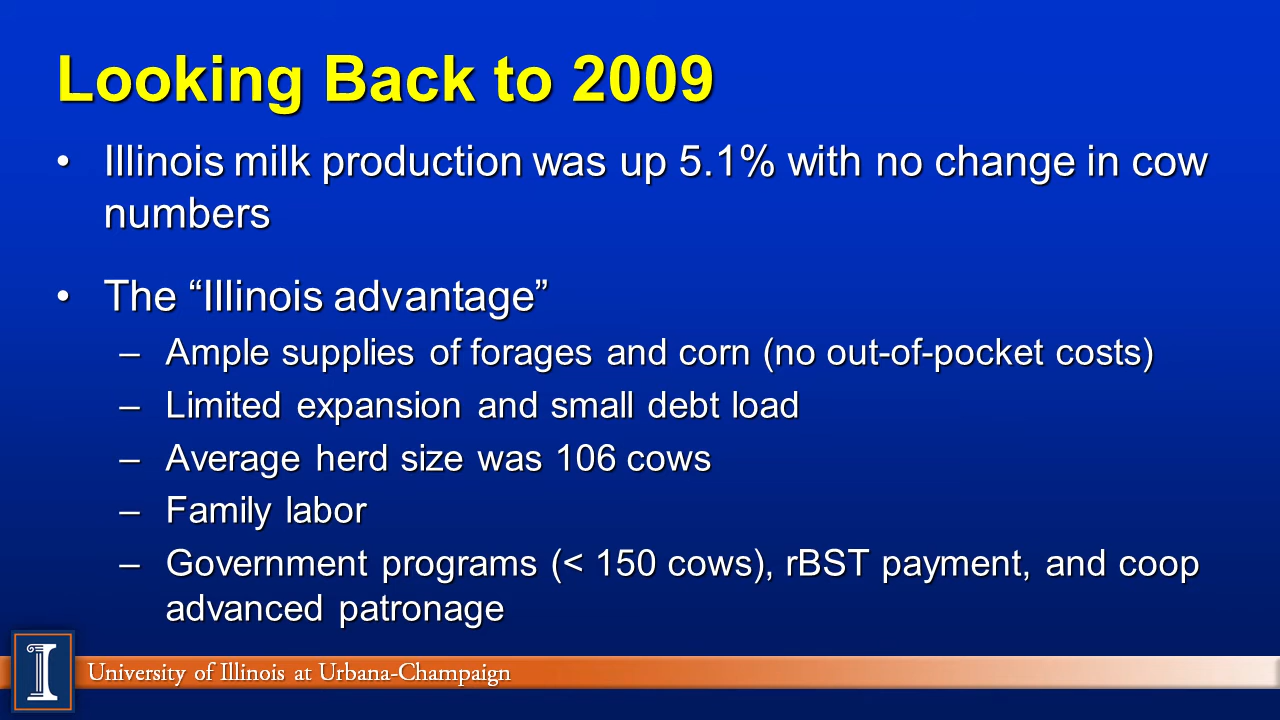 Looking Back to 2009
• Illinois milk production was up 5.1% with no change in cow
numbers
• The “Illinois advantage”
– Ample supplies of forages and corn (no out-of-pocket costs)
– Limited expansion and small debt load
– Average herd size was 106 cows
– Family labor
– Government programs (< 150 cows), rBST payment, and coop
advanced patronage
I
University of Illinois at Urbana-Champaign